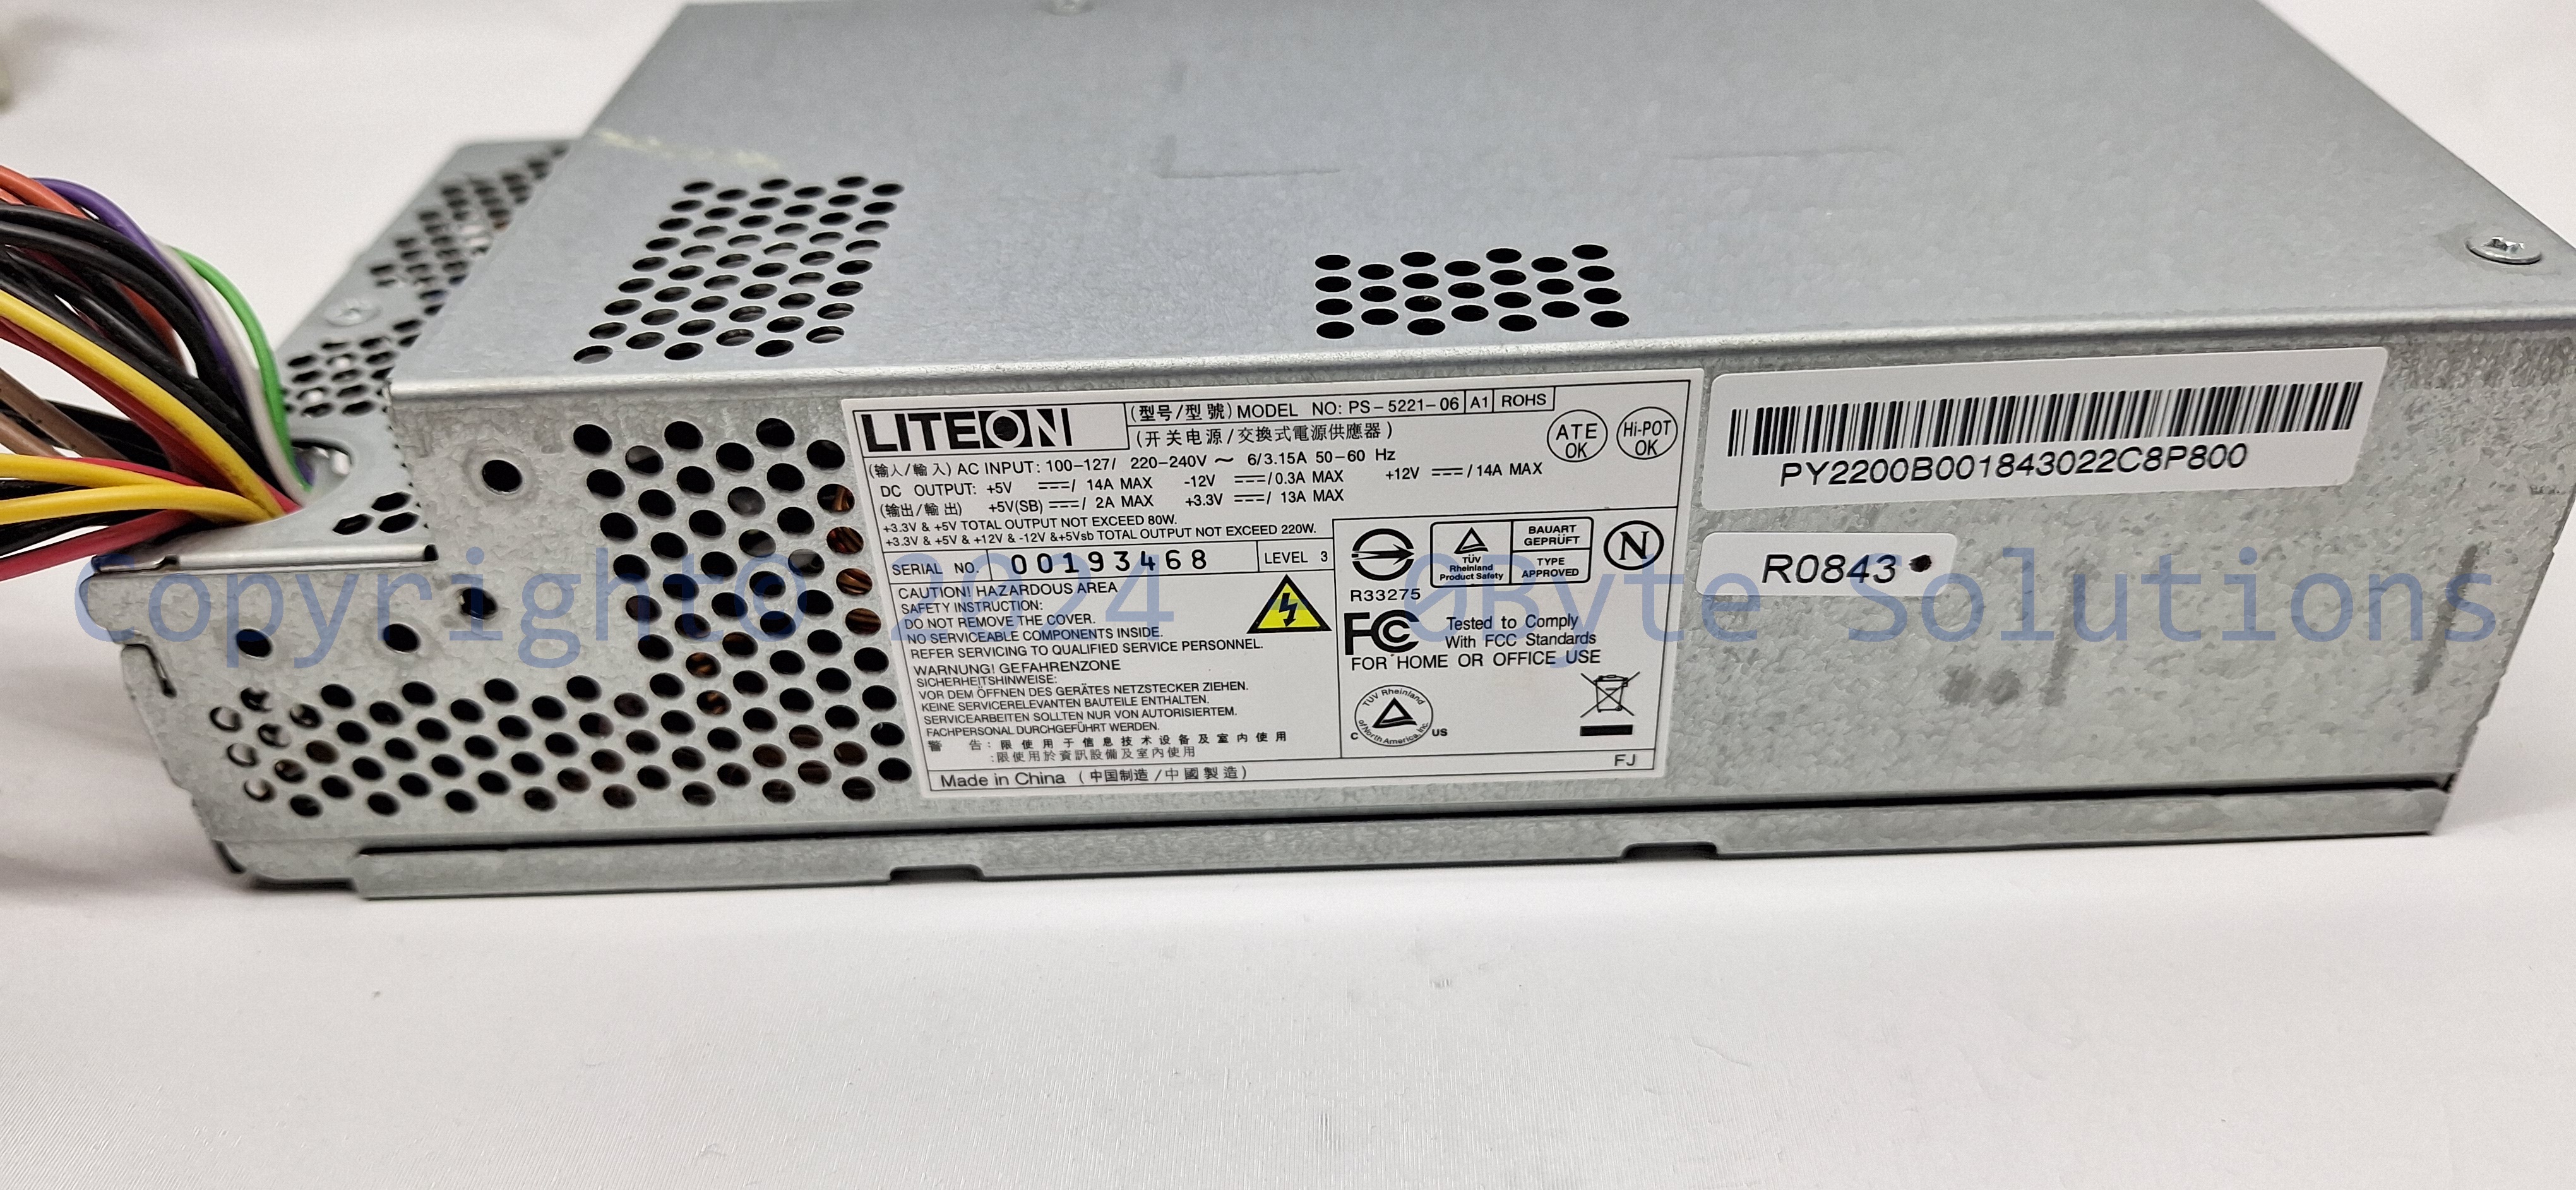 LITEON
(型号/型號) MODEL NO: PS-5221-06 A1 ROHS
(开关电源/交換式電源供應器)
ATE OK
Hi-POT OK
(输入/輸入) AC INPUT: 100-127/ 220-240V ~ 6/3.15A 50-60 Hz
DC OUTPUT: +5V ⎓/ 14A MAX -12V ⎓/0.3A MAX +12V ⎓/14A MAX
(输出/輸出) +5V(SB) ⎓/ 2A MAX +3.3V ⎓/ 13A MAX
+3.3V & +5V TOTAL OUTPUT NOT EXCEED 80W.
+3.3V & +5V & +12V & -12V &+5Vsb TOTAL OUTPUT NOT EXCEED 220W.
SERIAL NO. 00193468 LEVEL 3
CAUTION! HAZARDOUS AREA
SAFETY INSTRUCTION:
DO NOT REMOVE THE COVER.
NO SERVICEABLE COMPONENTS INSIDE.
REFER SERVICING TO QUALIFIED SERVICE PERSONNEL.
WARNUNG! GEFAHRENZONE
SICHERHEITSHINWEISE:
VOR DEM ÖFFNEN DES GERÄTES NETZSTECKER ZIEHEN.
KEINE SERVICERELEVANTEN BAUTEILE ENTHALTEN.
SERVICEARBEITEN SOLLTEN NUR VON AUTORISIERTEM.
FACHPERSONAL DURCHGEFÜHRT WERDEN.
警 告: 限使用于信息技术设备及室内使用
:限使用於資訊設備及室內使用
Made in China (中国制造/中國製造)
R33275
TÜV
Rheinland
Product Safety
BAUART
GEPRÜFT
TYPE
APPROVED
N
FC
Tested to Comply
With FCC Standards
FOR HOME OR OFFICE USE
TÜV Rheinland
of North America, Inc.
C US
FJ
PY2200B001843022C8P800
R0843
Copyright© 2024 0Byte Solutions